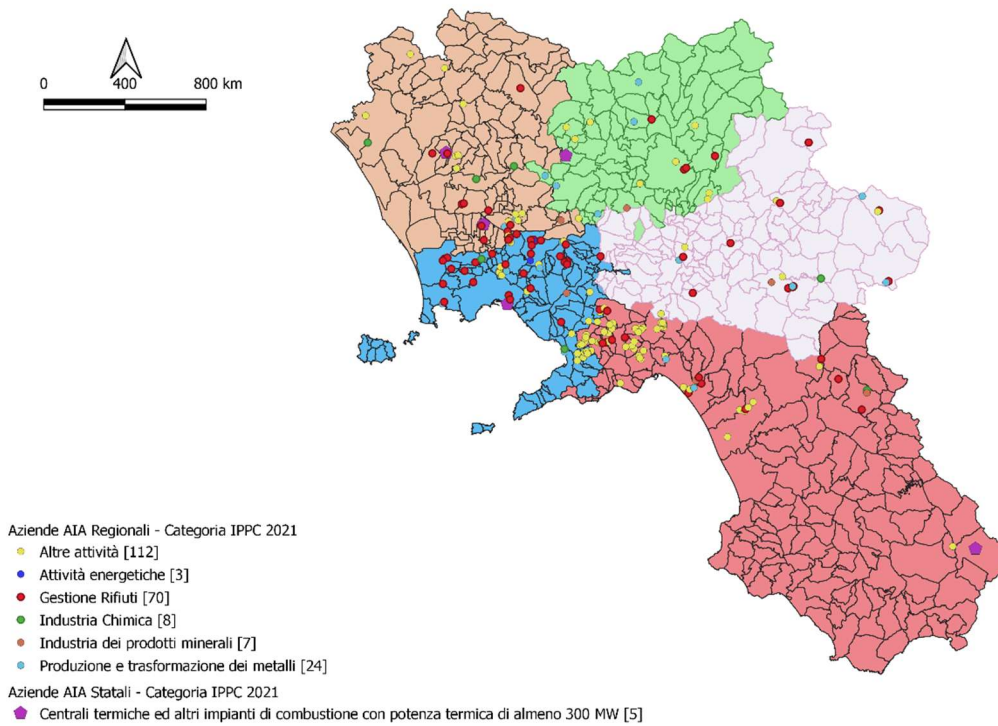 0 400 800 km
Aziende AIA Regionali - Categoria IPPC 2021
Altre attività [112]
Attività energetiche [3]
Gestione Rifiuti [70]
Industria Chimica [8]
Industria dei prodotti minerali [7]
Produzione e trasformazione dei metalli [24]
Aziende AIA Statali - Categoria IPPC 2021
Centrali termiche ed altri impianti di combustione con potenza termica di almeno 300 MW [5]